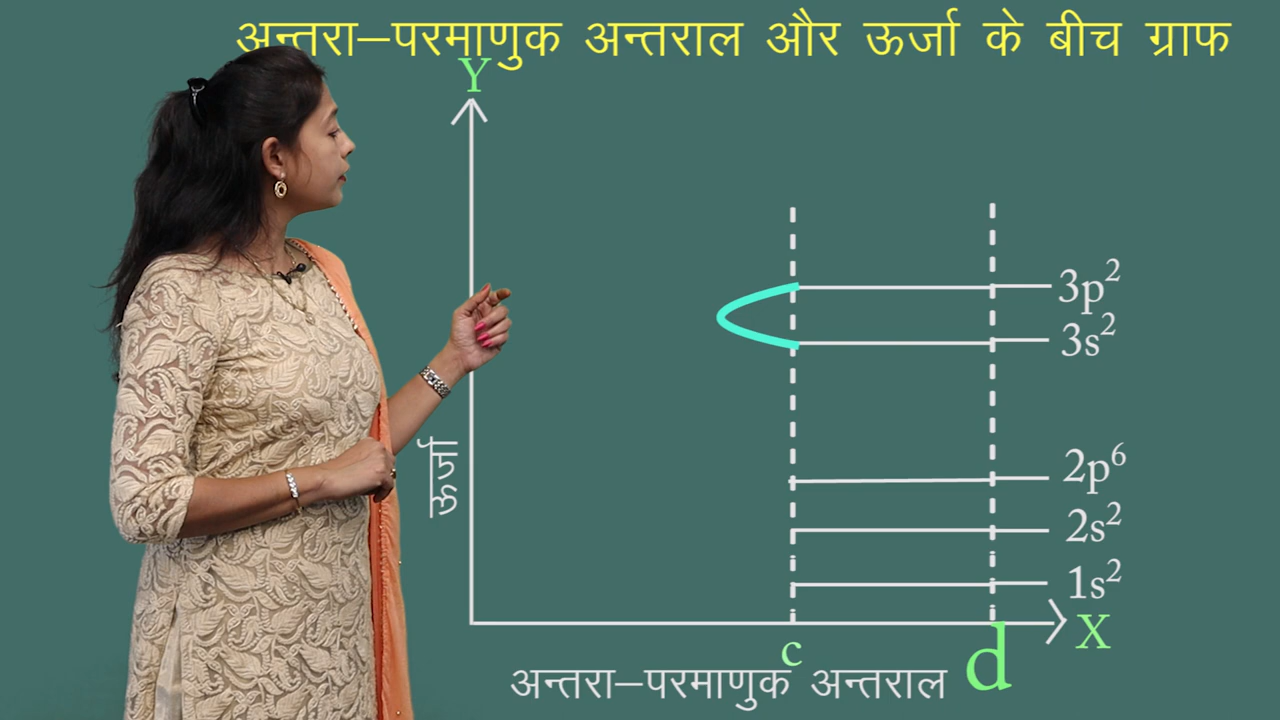 अन्तरा–परमाणुक अन्तराल और ऊर्जा के बीच ग्राफ
Y
3p²
3s²
ऊर्जा
2p⁶
2s²
1s²
X
c
d
अन्तरा–परमाणुक अन्तराल